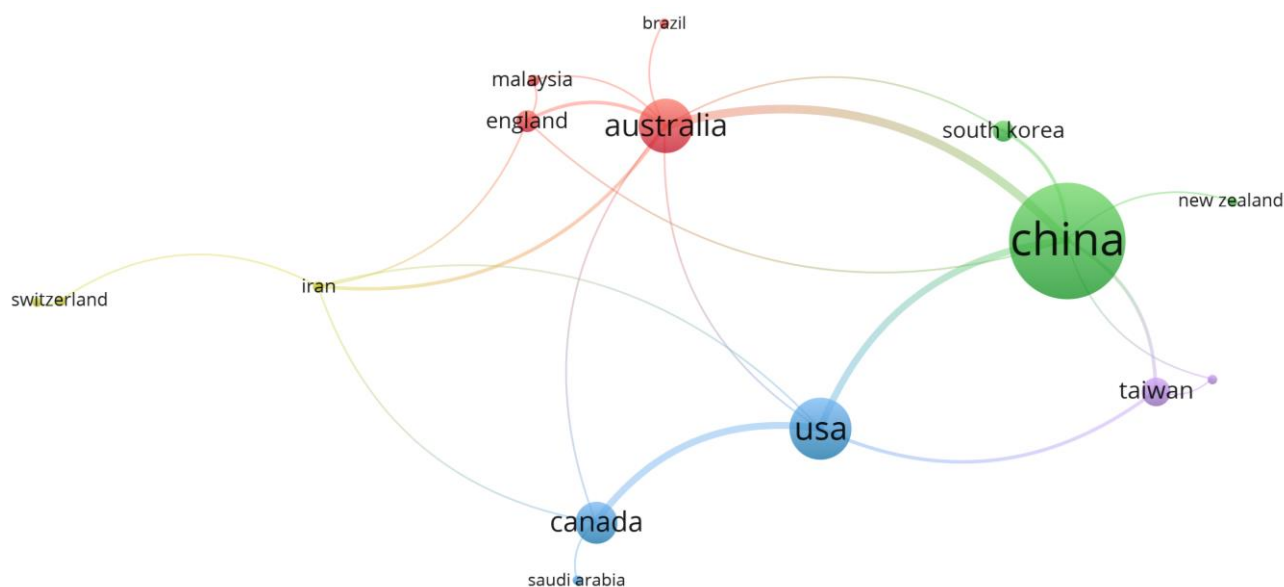 brazil
malaysia
england
australia
south korea
new zealand
china
iran
switzerland
taiwan
usa
canada
saudi arabia